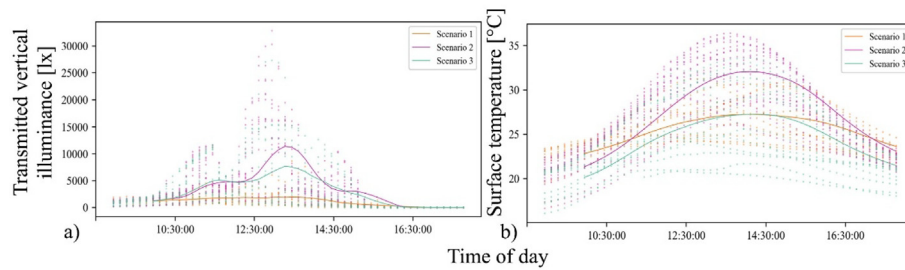 Transmitted vertical
illuminance [lx]
30000
25000
20000
15000
10000
5000
0
Scenario 1
Scenario 2
Scenario 3
10:30:00
12:30:00
14:30:00
16:30:00
a)
Surface temperature [°C]
35
30
25
20
Scenario 1
Scenario 2
Scenario 3
10:30:00
12:30:00
14:30:00
16:30:00
b)
Time of day